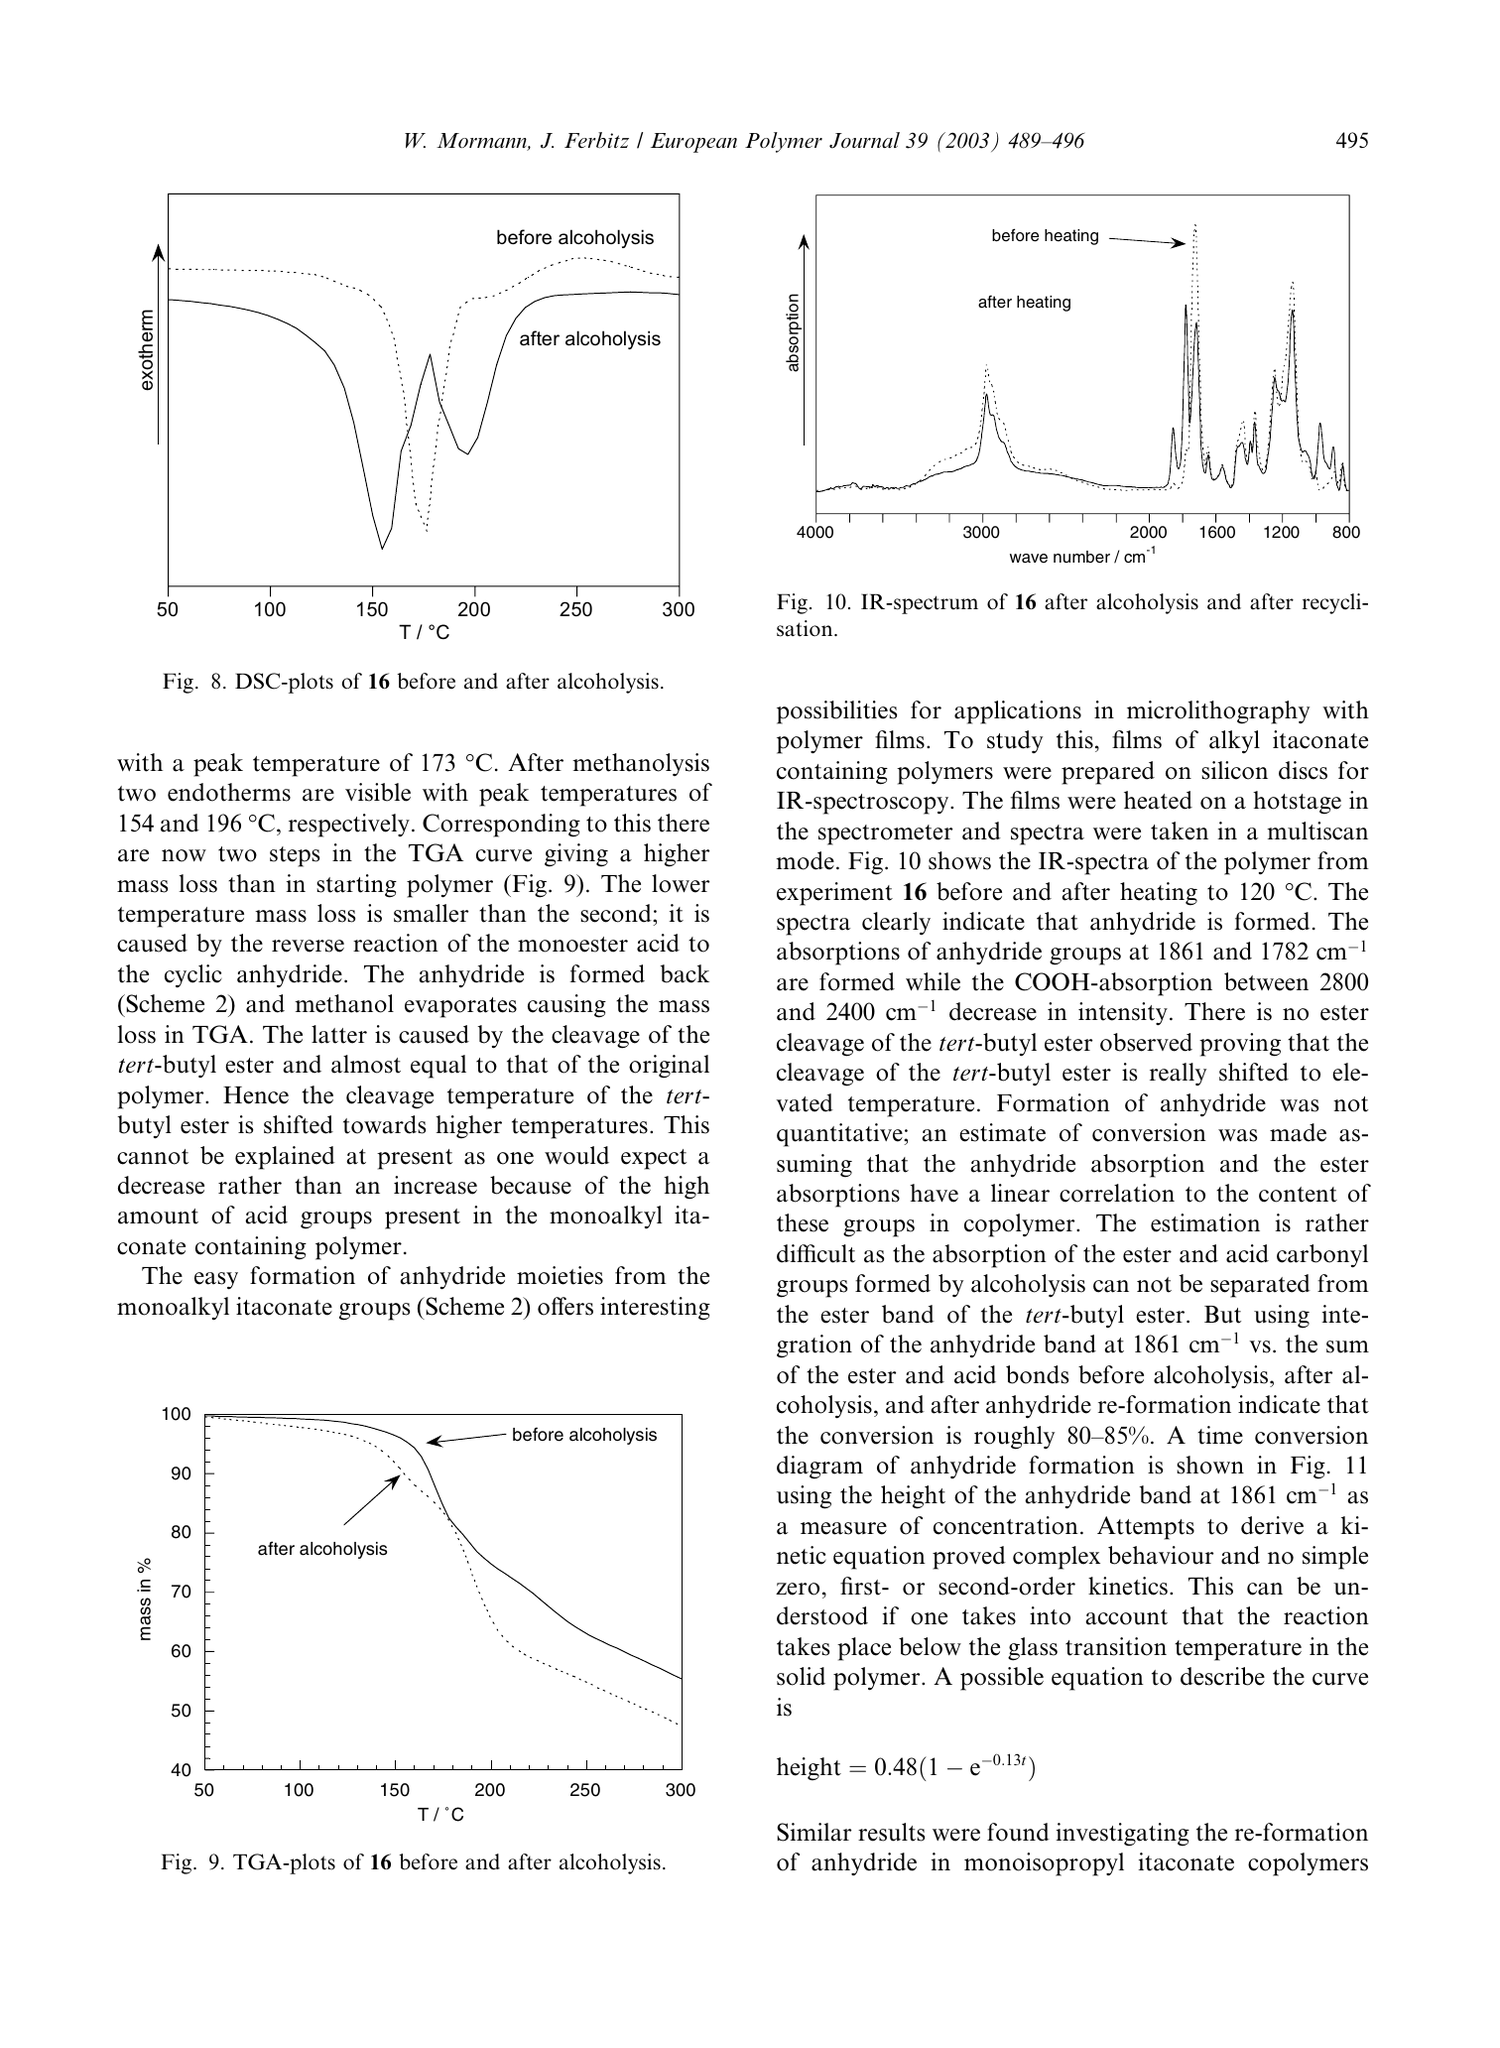 W. Mormann, J. Ferbitz / European Polymer Journal 39 (2003) 489–496
495
before alcoholysis
after alcoholysis
exotherm
50 100 150 200 250 300
T / °C
Fig. 8. DSC-plots of 16 before and after alcoholysis.
with a peak temperature of 173 °C. After methanolysis
two endotherms are visible with peak temperatures of
154 and 196 °C, respectively. Corresponding to this there
are now two steps in the TGA curve giving a higher
mass loss than in starting polymer (Fig. 9). The lower
temperature mass loss is smaller than the second; it is
caused by the reverse reaction of the monoester acid to
the cyclic anhydride. The anhydride is formed back
(Scheme 2) and methanol evaporates causing the mass
loss in TGA. The latter is caused by the cleavage of the
tert-butyl ester and almost equal to that of the original
polymer. Hence the cleavage temperature of the tert-
butyl ester is shifted towards higher temperatures. This
cannot be explained at present as one would expect a
decrease rather than an increase because of the high
amount of acid groups present in the monoalkyl ita-
conate containing polymer.
The easy formation of anhydride moieties from the
monoalkyl itaconate groups (Scheme 2) offers interesting
100
90
80
70
60
50
40
mass in %
before alcoholysis
after alcoholysis
50 100 150 200 250 300
T / °C
Fig. 9. TGA-plots of 16 before and after alcoholysis.
before heating
after heating
absorption
4000 3000 2000 1600 1200 800
wave number / cm⁻¹
Fig. 10. IR-spectrum of 16 after alcoholysis and after recycli-
sation.
possibilities for applications in microlithography with
polymer films. To study this, films of alkyl itaconate
containing polymers were prepared on silicon discs for
IR-spectroscopy. The films were heated on a hotstage in
the spectrometer and spectra were taken in a multiscan
mode. Fig. 10 shows the IR-spectra of the polymer from
experiment 16 before and after heating to 120 °C. The
spectra clearly indicate that anhydride is formed. The
absorptions of anhydride groups at 1861 and 1782 cm⁻¹
are formed while the COOH-absorption between 2800
and 2400 cm⁻¹ decrease in intensity. There is no ester
cleavage of the tert-butyl ester observed proving that the
cleavage of the tert-butyl ester is really shifted to ele-
vated temperature. Formation of anhydride was not
quantitative; an estimate of conversion was made as-
suming that the anhydride absorption and the ester
absorptions have a linear correlation to the content of
these groups in copolymer. The estimation is rather
difficult as the absorption of the ester and acid carbonyl
groups formed by alcoholysis can not be separated from
the ester band of the tert-butyl ester. But using inte-
gration of the anhydride band at 1861 cm⁻¹ vs. the sum
of the ester and acid bonds before alcoholysis, after al-
coholysis, and after anhydride re-formation indicate that
the conversion is roughly 80–85%. A time conversion
diagram of anhydride formation is shown in Fig. 11
using the height of the anhydride band at 1861 cm⁻¹ as
a measure of concentration. Attempts to derive a ki-
netic equation proved complex behaviour and no simple
zero, first- or second-order kinetics. This can be un-
derstood if one takes into account that the reaction
takes place below the glass transition temperature in the
solid polymer. A possible equation to describe the curve
is
height = 0.48(1 − e⁻⁰·¹³ᵗ)
Similar results were found investigating the re-formation
of anhydride in monoisopropyl itaconate copolymers